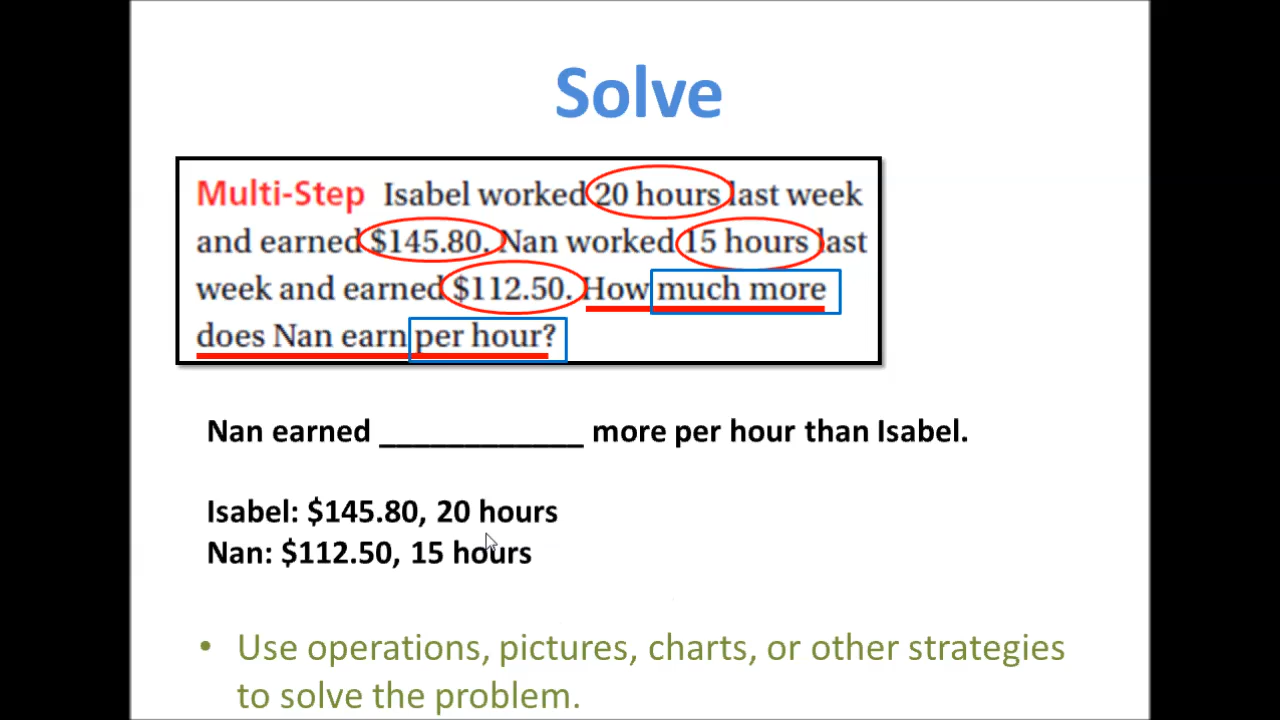 Solve
Multi-Step Isabel worked 20 hours last week
and earned $145.80. Nan worked 15 hours last
week and earned $112.50. How much more
does Nan earn per hour?
Nan earned ____________ more per hour than Isabel.
Isabel: $145.80, 20 hours
Nan: $112.50, 15 hours
• Use operations, pictures, charts, or other strategies
to solve the problem.